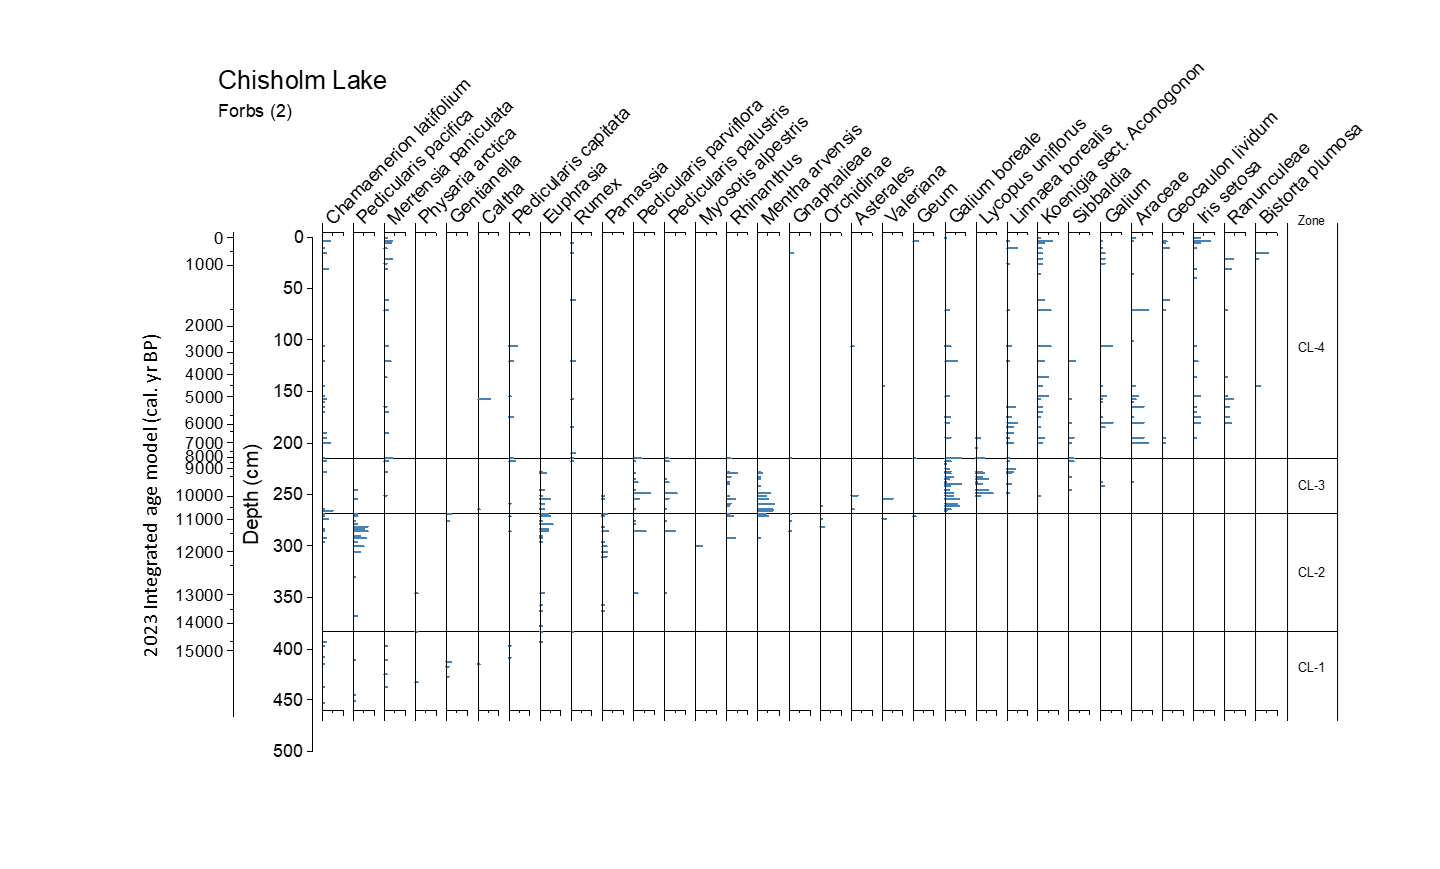 Chisholm Lake
Forbs (2)
Chamaenerion latifolium
Pedicularis pacifica
Mertensia paniculata
Physaria arctica
Gentianella
Caltha
Pedicularis capitata
Euphrasia
Rumex
Parnassia
Pedicularis parviflora
Pedicularis palustris
Myosotis alpestris
Rhinanthus
Mentha arvensis
Gnaphalieae
Orchidinae
Asterales
Valeriana
Geum
Galium boreale
Lycopus uniflorus
Linnaea borealis
Koenigia sect. Aconogonon
Sibbaldia
Galium
Araceae
Geocaulon lividum
Iris setosa
Ranunculeae
Bistorta plumosa
Zone
2023 Integrated age model (cal. yr BP)
0
1000
2000
3000
4000
5000
6000
7000
8000
9000
10000
11000
12000
13000
14000
15000
Depth (cm)
0
50
100
150
200
250
300
350
400
450
500
CL-4
CL-3
CL-2
CL-1